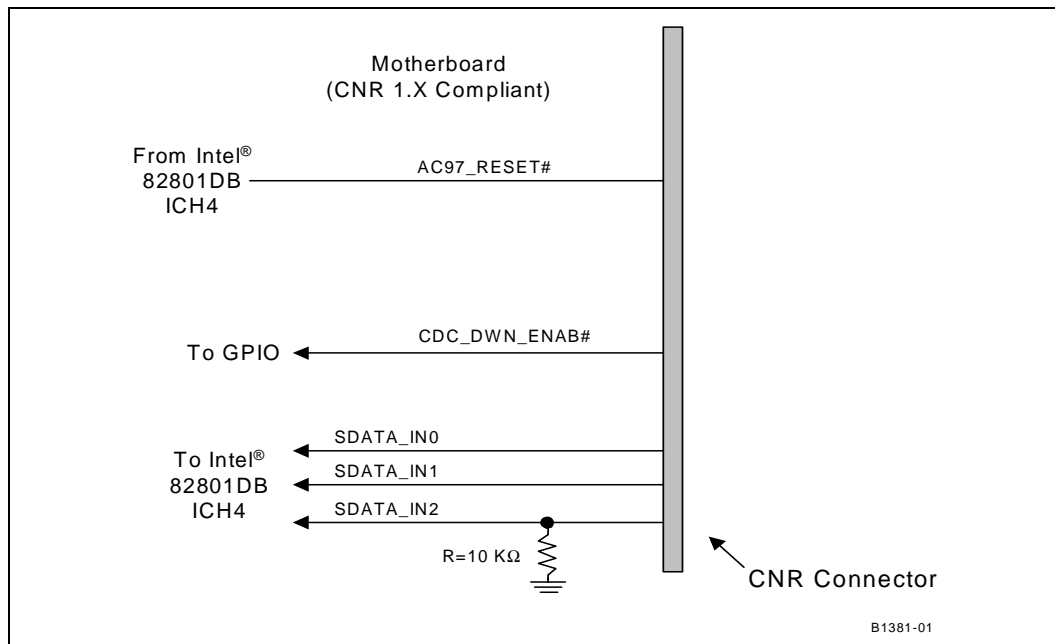 Motherboard
(CNR 1.X Compliant)
From Intel®
82801DB
ICH4
AC97_RESET#
To GPIO
CDC_DWN_ENAB#
To Intel®
82801DB
ICH4
SDATA_IN0
SDATA_IN1
SDATA_IN2
R=10 KΩ
CNR Connector
B1381-01